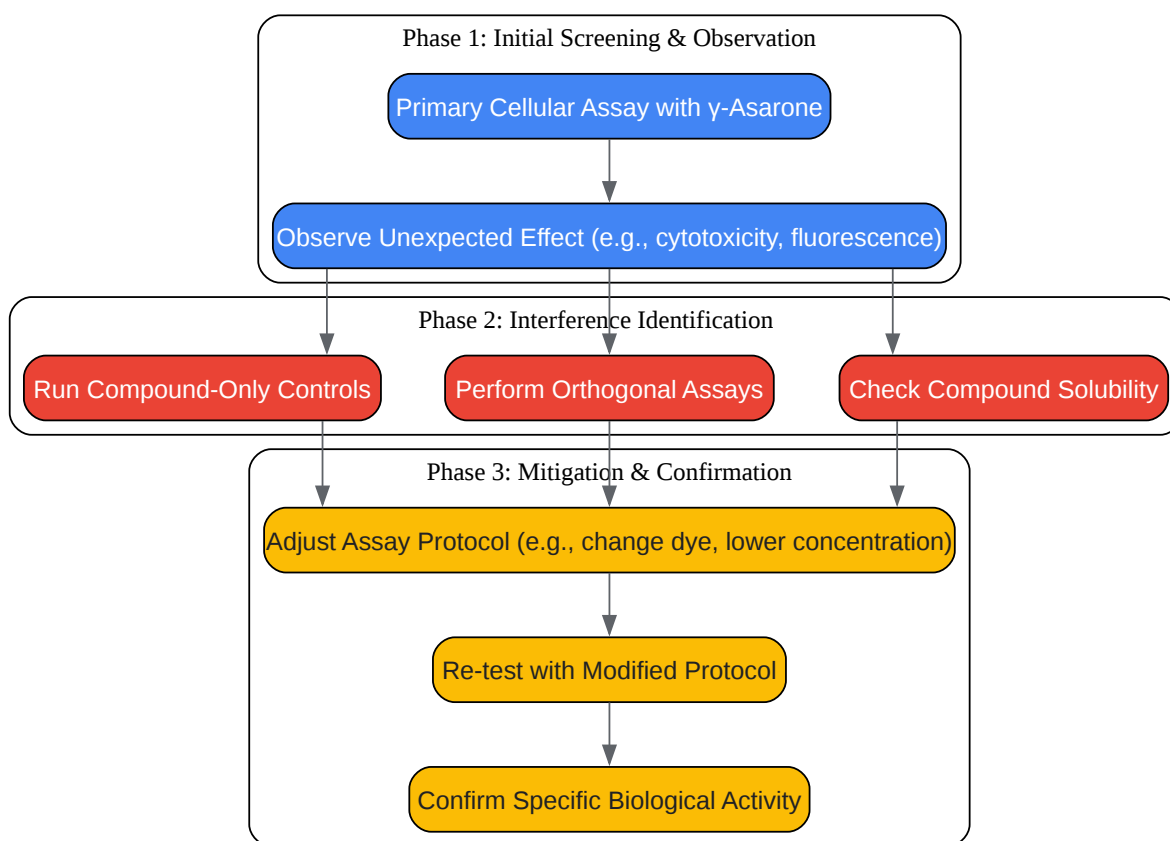 Phase 1: Initial Screening & Observation
Primary Cellular Assay with γ-Asarone
Observe Unexpected Effect (e.g., cytotoxicity, fluorescence)
Phase 2: Interference Identification
Run Compound-Only Controls
Perform Orthogonal Assays
Check Compound Solubility
Phase 3: Mitigation & Confirmation
Adjust Assay Protocol (e.g., change dye, lower concentration)
Re-test with Modified Protocol
Confirm Specific Biological Activity